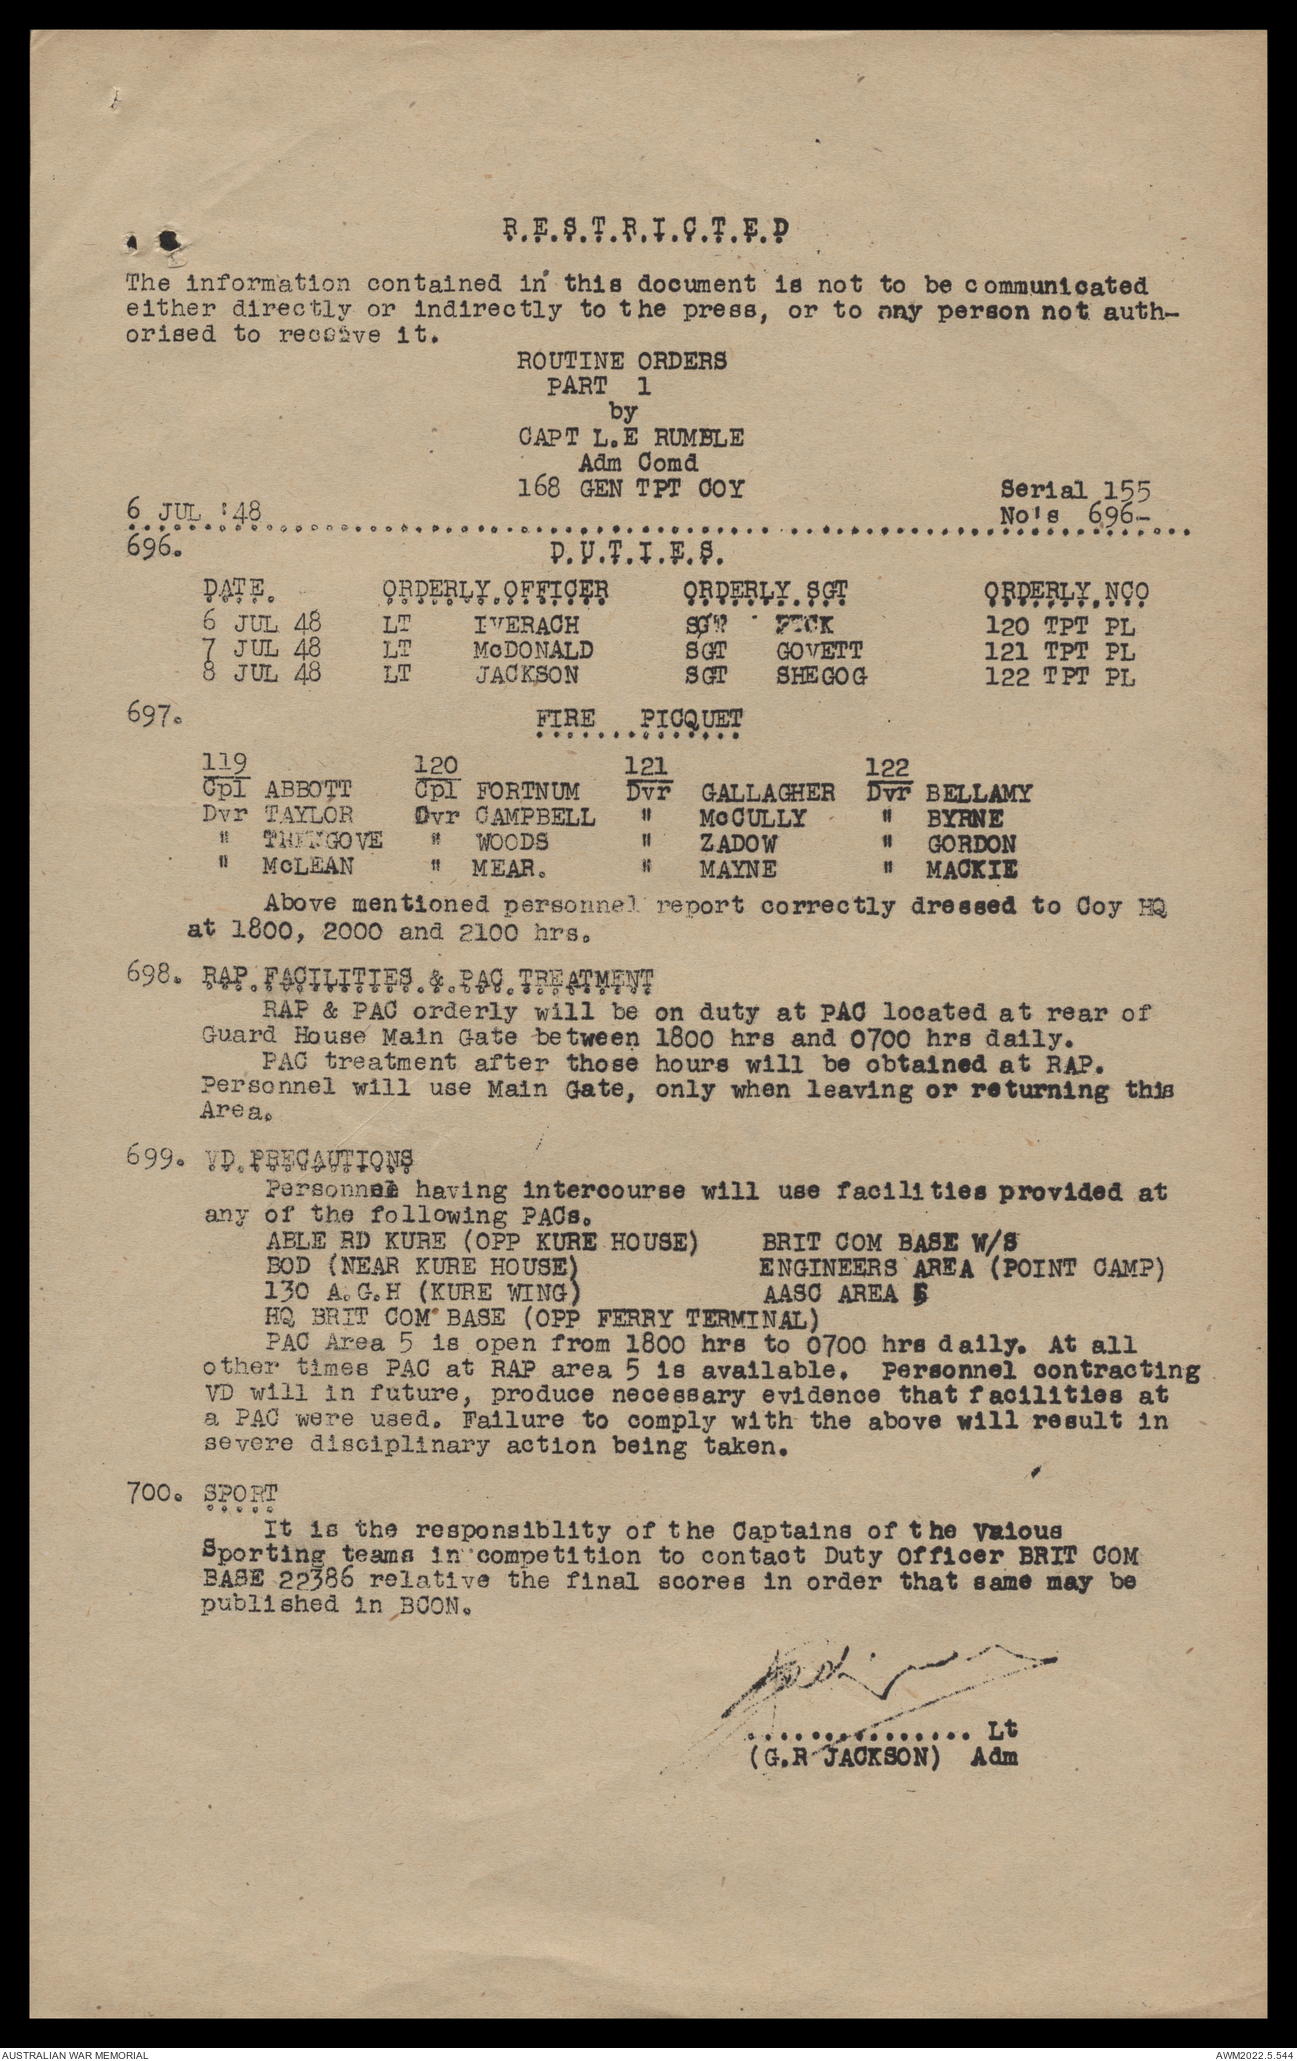 R.E.S.T.R.I.C.T.E.D
The information contained in this document is not to be communicated
either directly or indirectly to the press, or to any person not auth-
orised to receive it.
ROUTINE ORDERS
PART 1
by
CAPT L.E RUMBLE
Adm Comd
168 GEN TPT COY
Serial 155
6 JUL '48
No's 696-
696. D.U.T.I.E.S.
DATE. ORDERLY.OFFICER ORDERLY.SGT ORDERLY.NCO
6 JUL 48 LT IVERACH SGT PECK 120 TPT PL
7 JUL 48 LT McDONALD SGT GOVETT 121 TPT PL
8 JUL 48 LT JACKSON SGT SHEGOG 122 TPT PL
697. FIRE PICQUET
119 120 121 122
Cpl ABBOTT Cpl FORTNUM Dvr GALLAGHER Dvr BELLAMY
Dvr TAYLOR Dvr CAMPBELL " McCULLY " BYRNE
" TRENGOVE " WOODS " ZADOW " GORDON
" McLEAN " MEAR. " MAYNE " MACKIE
Above mentioned personnel report correctly dressed to Coy HQ
at 1800, 2000 and 2100 hrs.
698. RAP.FACILITIES.&.PAC.TREATMENT
RAP & PAC orderly will be on duty at PAC located at rear of
Guard House Main Gate between 1800 hrs and 0700 hrs daily.
PAC treatment after those hours will be obtained at RAP.
Personnel will use Main Gate, only when leaving or returning this
Area.
699. VD.PRECAUTIONS
Personnel having intercourse will use facilities provided at
any of the following PACs.
ABLE RD KURE (OPP KURE HOUSE) BRIT COM BASE W/S
BOD (NEAR KURE HOUSE) ENGINEERS AREA (POINT CAMP)
130 A.G.H (KURE WING) AASC AREA 5
HQ BRIT COM BASE (OPP FERRY TERMINAL)
PAC Area 5 is open from 1800 hrs to 0700 hrs daily. At all
other times PAC at RAP area 5 is available. Personnel contracting
VD will in future, produce necessary evidence that facilities at
a PAC were used. Failure to comply with the above will result in
severe disciplinary action being taken.
700. SPORT
It is the responsiblity of the Captains of the Vaious
Sporting teams in competition to contact Duty Officer BRIT COM
BASE 22386 relative the final scores in order that same may be
published in BCON.
............... Lt
(G.R JACKSON) Adm
AUSTRALIAN WAR MEMORIAL
AWM2022.5.544